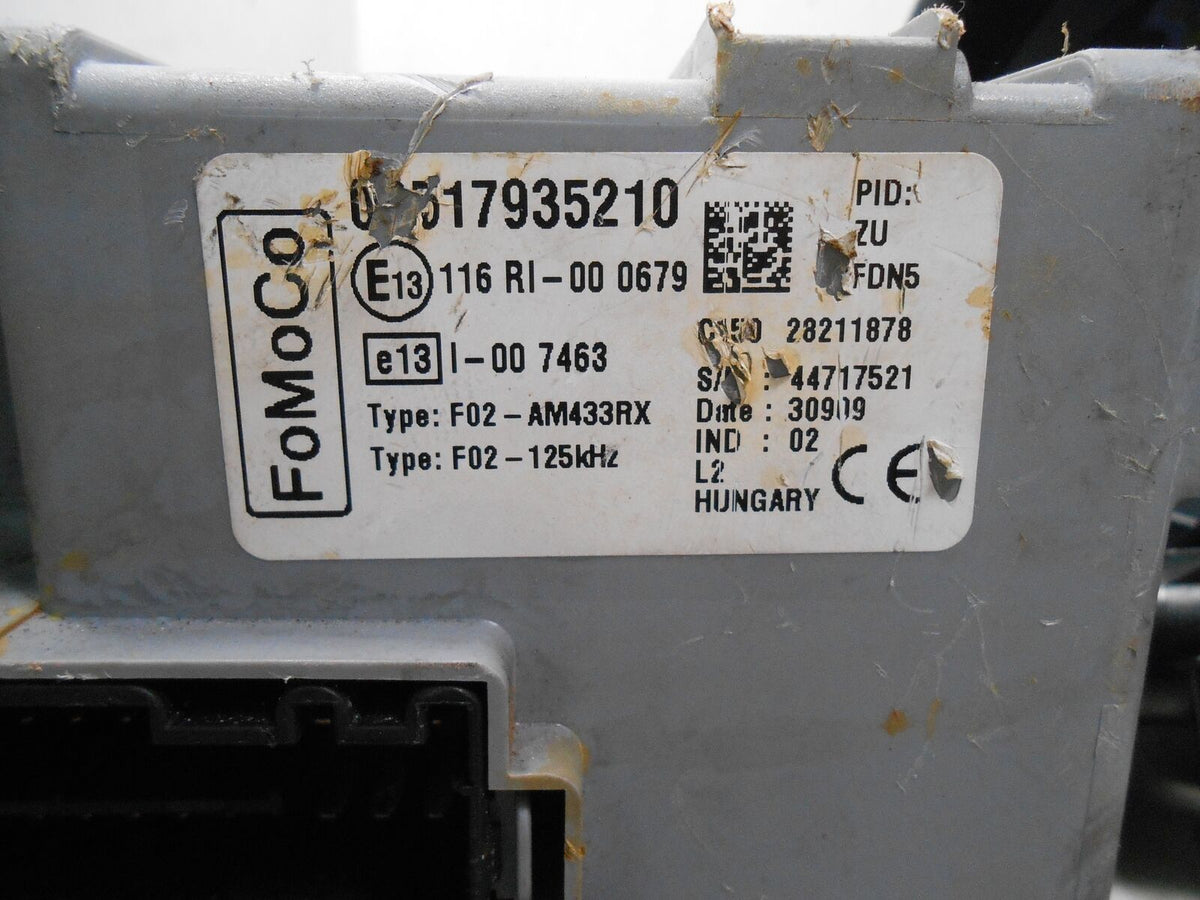 FoMoCo
17935210
E13 116 RI-00 0679
e13 I-00 7463
Type: F02-AM433RX
Type: F02-125kHz
PID:
ZU
FDN5
28211878
: 44717521
Date : 30909
IND : 02
L2
HUNGARY
CE